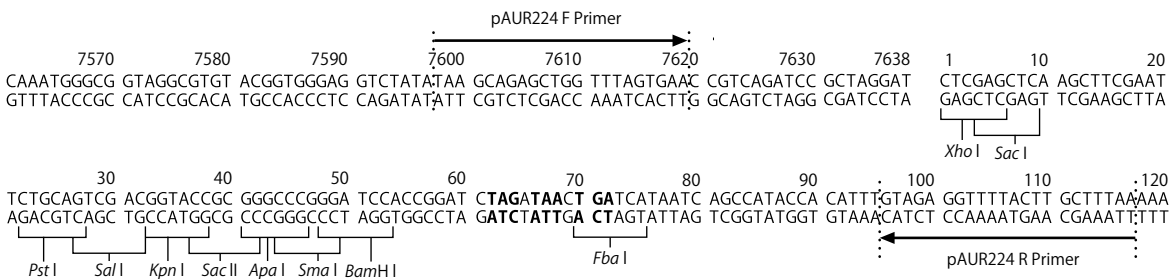 pAUR224 F Primer
7570 7580 7590 7600 7610 7620 7630 7638 1 10 20
CAAATGGGCG GTAGGCGTGT ACGGTGGGAG GTCTATATAA GCAGAGCTGG TTTAGTGAAC CGTCAGATCC GCTAGGAT CTCGAGCTCA AGCTTCGAAT
GTTTACCCGC CATCCGCACA TGCCACCCTC CAGATATATT CGTCTCGACC AAATCACTTG GCAGTCTAGG CGATCCTA GAGCTCGAGT TCGAAGCTTA
Xho I Sac I
30 40 50 60 70 80 90 100 110 120
TCTGCAGTCG ACGGTACCGC GGGCCCGGGA TCCACCGGAT CTAGATAACT GATCATAATC AGCCATACCA CATTTGTAGA GGTTTTACTT GCTTTAAAAA
AGACGTCAGC TGCCATGGCG CCCGGGCCCT AGGTGGCCTA GATCTATTGA CTAGTATTAG TCGGTATGGT GTAAACATCT CCAAAATGAA CGAAATTTTT
Pst I Sal I Kpn I Sac II Apa I Sma I BamH I Fba I pAUR224 R Primer